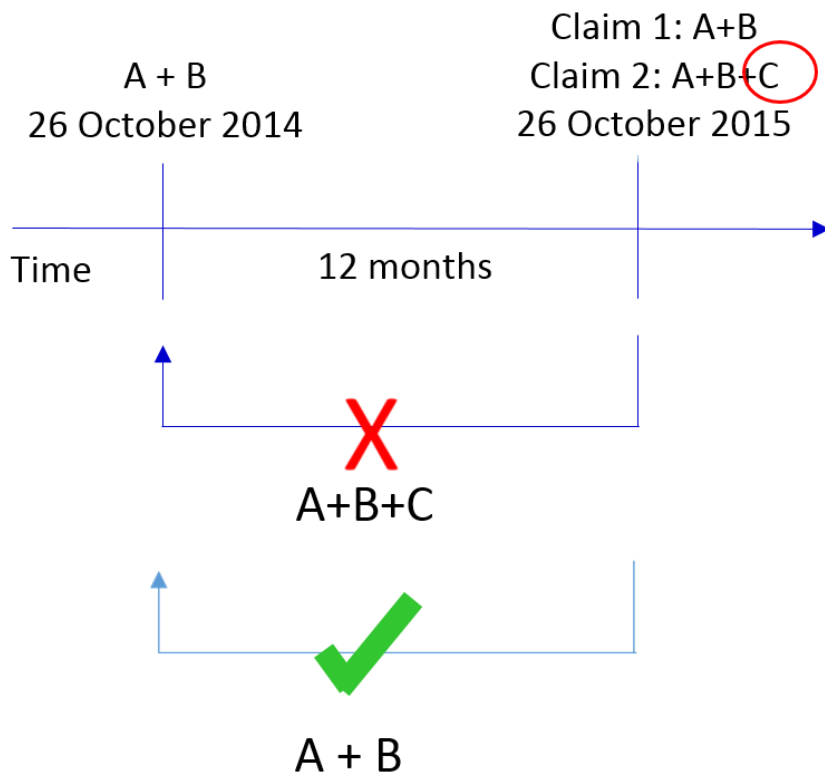 Claim 1: A+B
A + B
Claim 2: A+B+C
26 October 2014
26 October 2015
Time
12 months
X
A+B+C
A + B